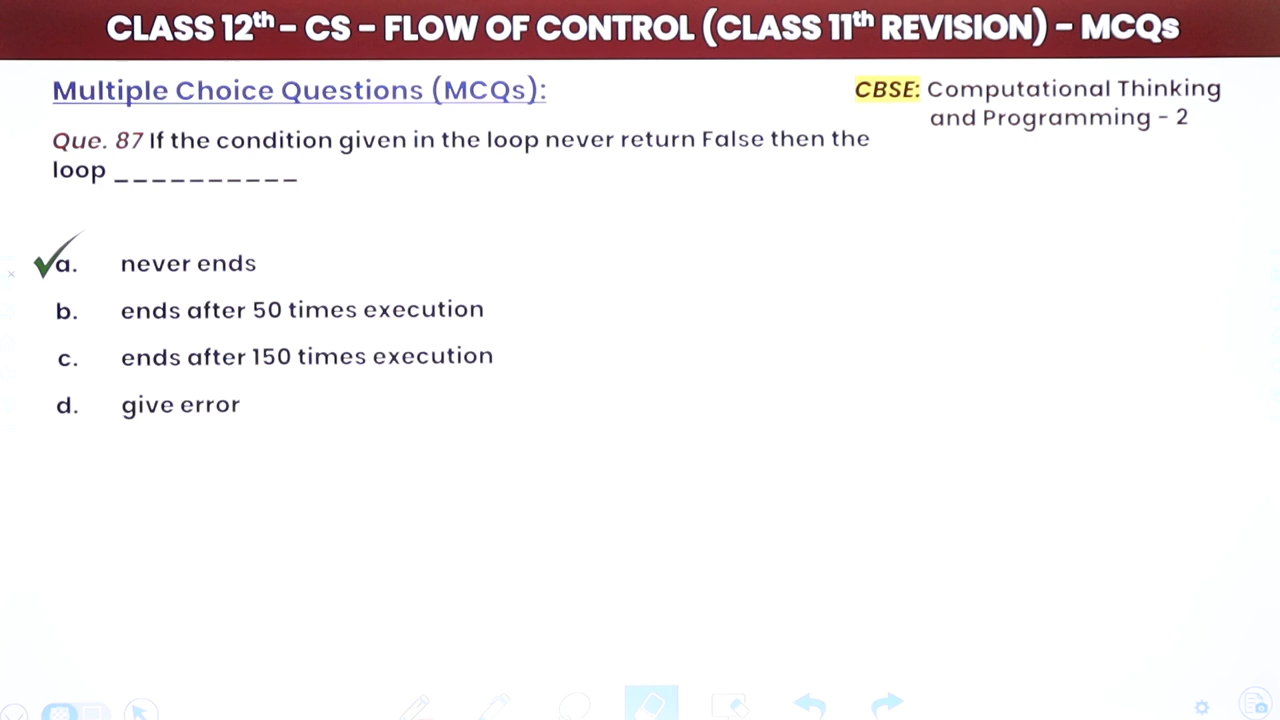 CLASS 12th - CS - FLOW OF CONTROL (CLASS 11th REVISION) - MCQs
Multiple Choice Questions (MCQs):
CBSE: Computational Thinking
and Programming - 2
Que. 87 If the condition given in the loop never return False then the
loop __________
a. never ends
b. ends after 50 times execution
c. ends after 150 times execution
d. give error